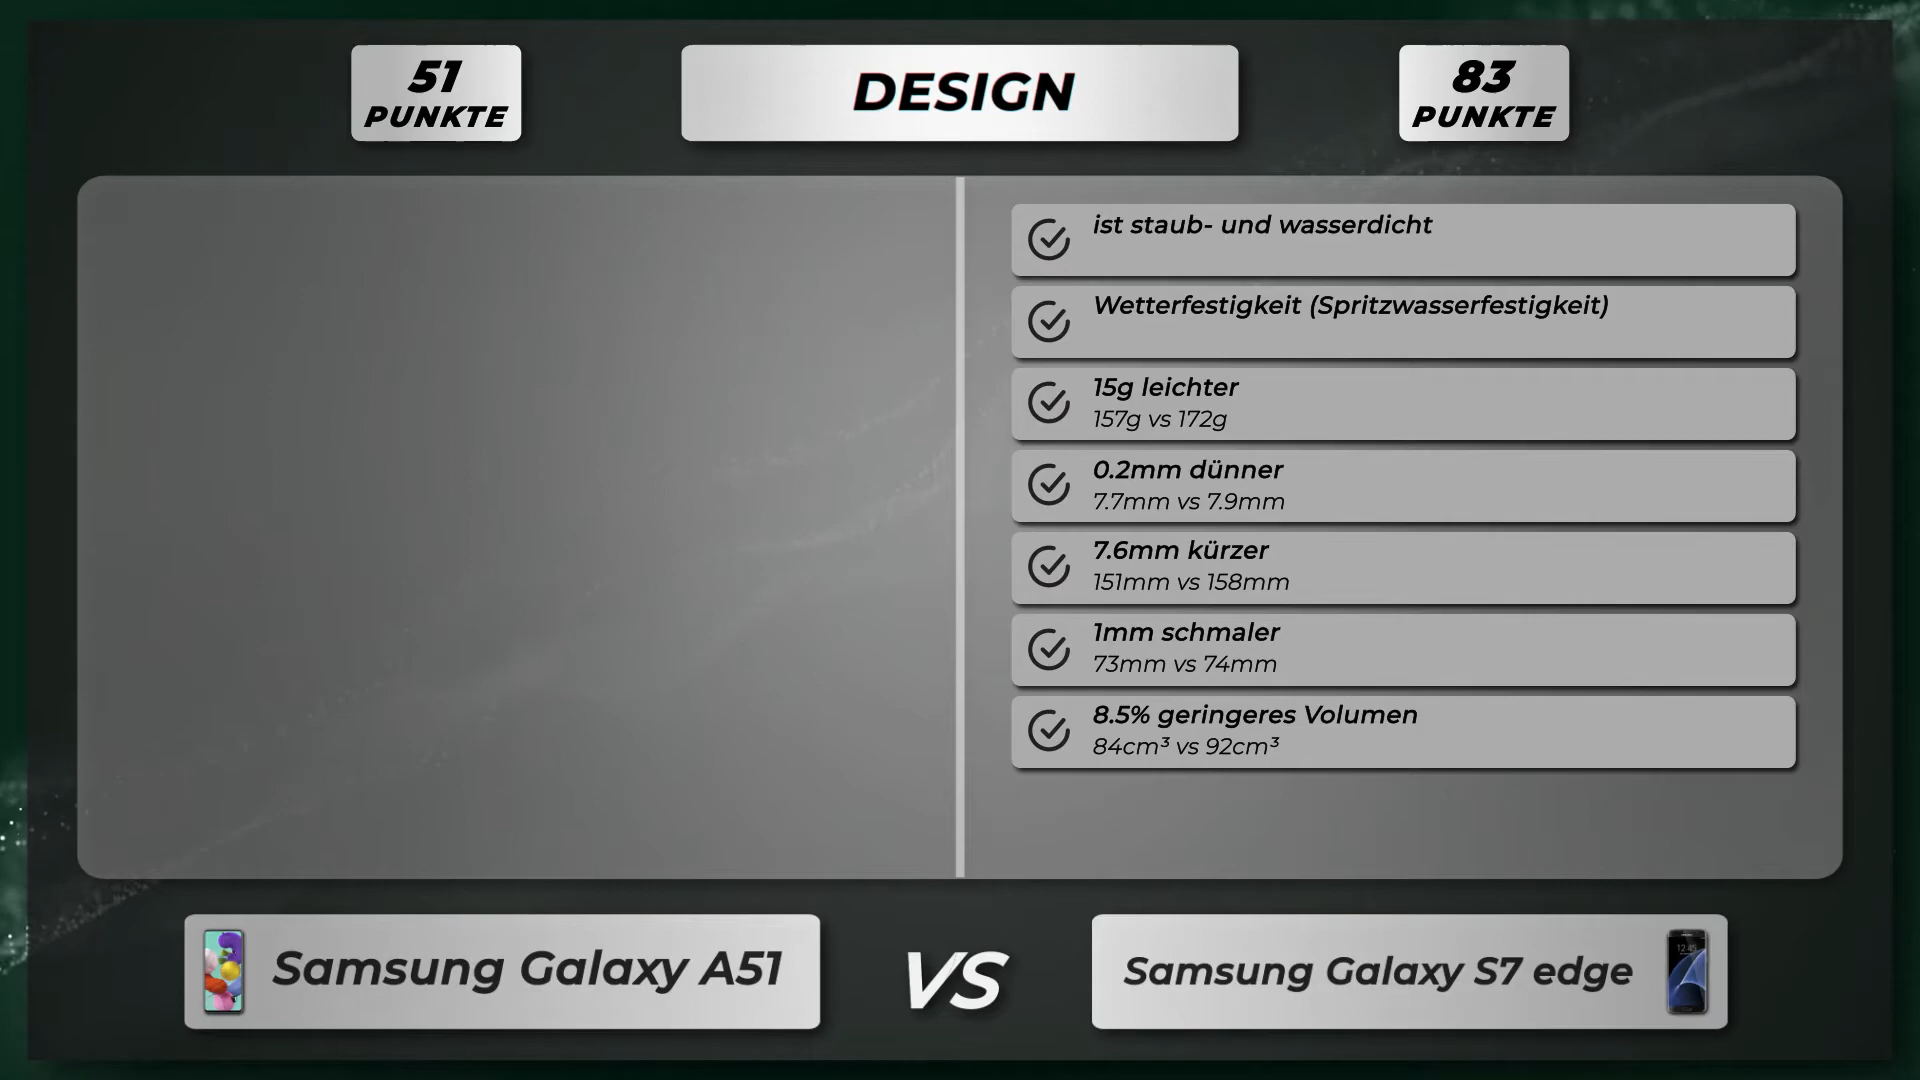 51
PUNKTE
DESIGN
83
PUNKTE
ist staub- und wasserdicht
Wetterfestigkeit (Spritzwasserfestigkeit)
15g leichter
157g vs 172g
0.2mm dünner
7.7mm vs 7.9mm
7.6mm kürzer
151mm vs 158mm
1mm schmaler
73mm vs 74mm
8.5% geringeres Volumen
84cm³ vs 92cm³
Samsung Galaxy A51
VS
Samsung Galaxy S7 edge
12:45